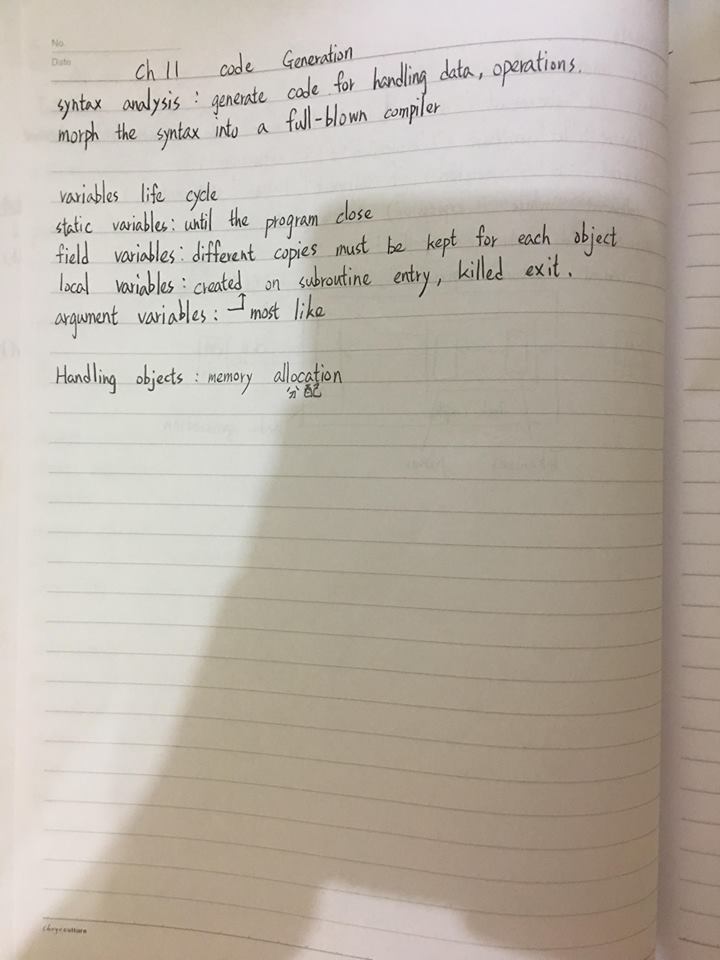 No.
Date
Ch 11 code Generation
syntax analysis : generate code for handling data, operations.
morph the syntax into a full-blown compiler
variables life cycle
static variables: until the program close
field variables: different copies must be kept for each object
local variables: created on subroutine entry, killed exit.
argument variables: most like
Handling objects : memory allocation
分配